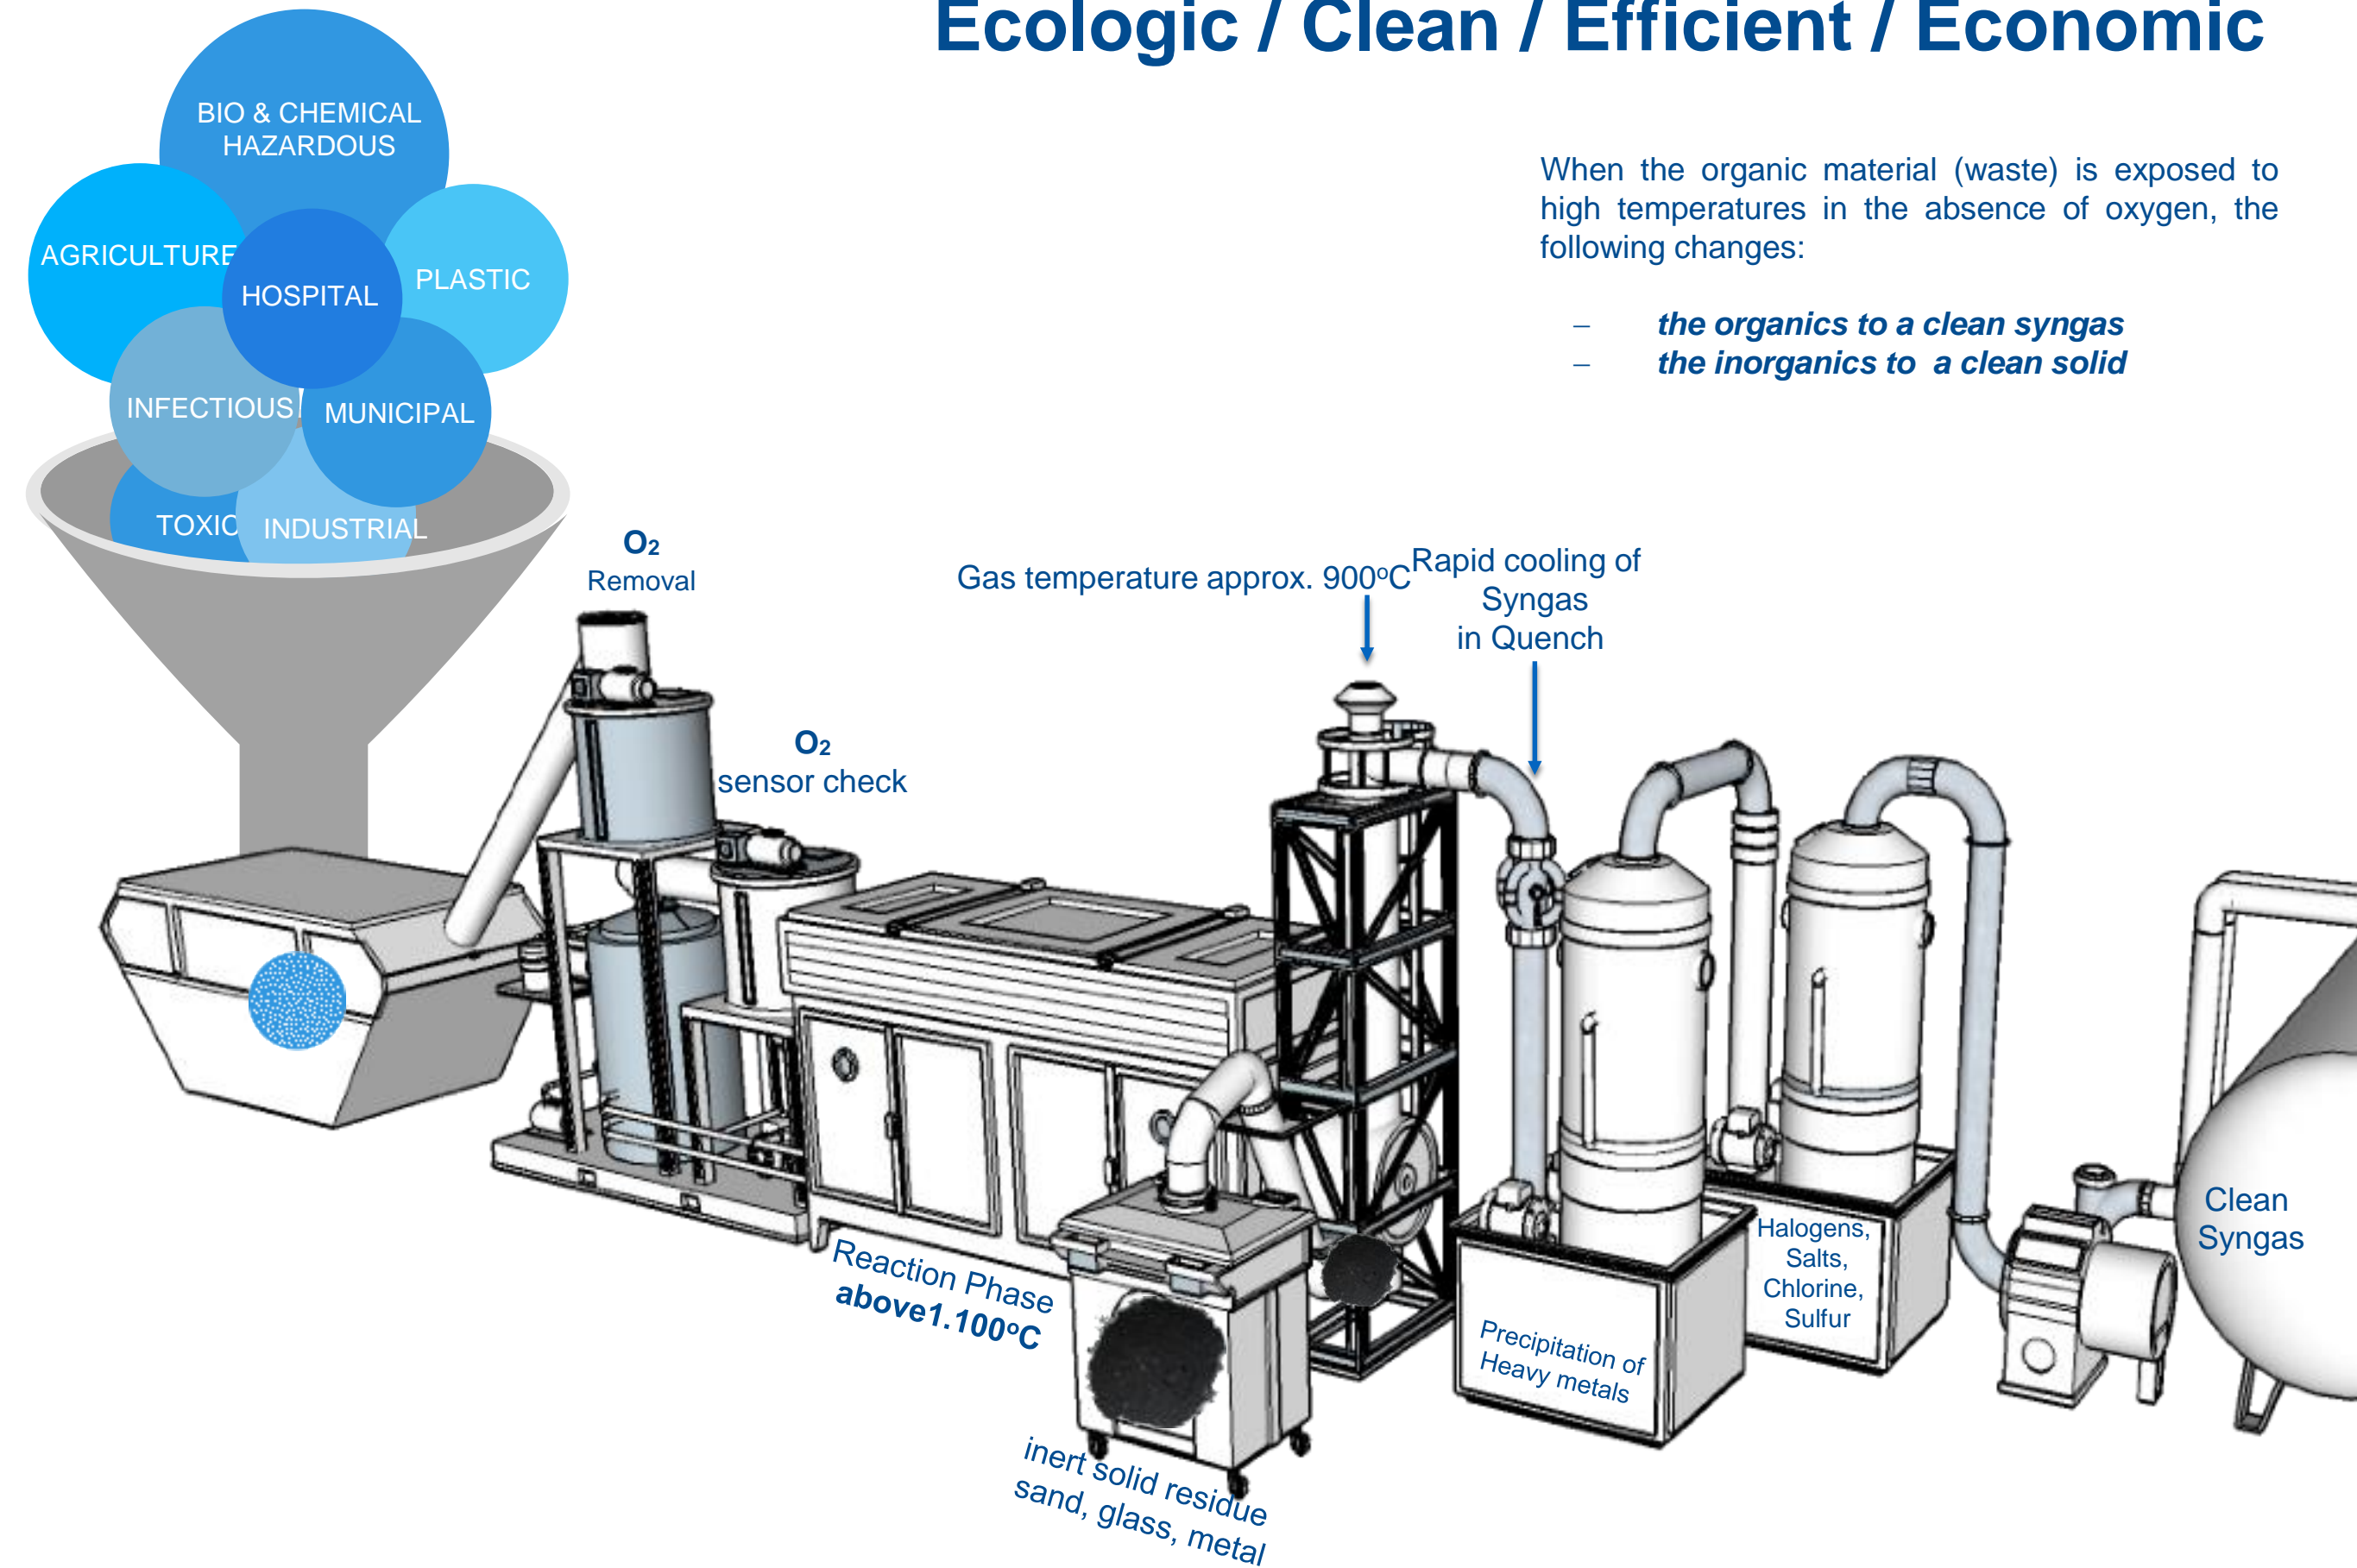 Ecologic / Clean / Efficient / Economic
BIO & CHEMICAL
HAZARDOUS
AGRICULTURE
HOSPITAL
PLASTIC
INFECTIOUS
MUNICIPAL
TOXIC
INDUSTRIAL
When the organic material (waste) is exposed to
high temperatures in the absence of oxygen, the
following changes:
– the organics to a clean syngas
– the inorganics to a clean solid
O₂
Removal
O₂
sensor check
Gas temperature approx. 900ºC
Rapid cooling of
Syngas
in Quench
Reaction Phase
above1.100ºC
inert solid residue
sand, glass, metal
Precipitation of
Heavy metals
Halogens,
Salts,
Chlorine,
Sulfur
Clean
Syngas